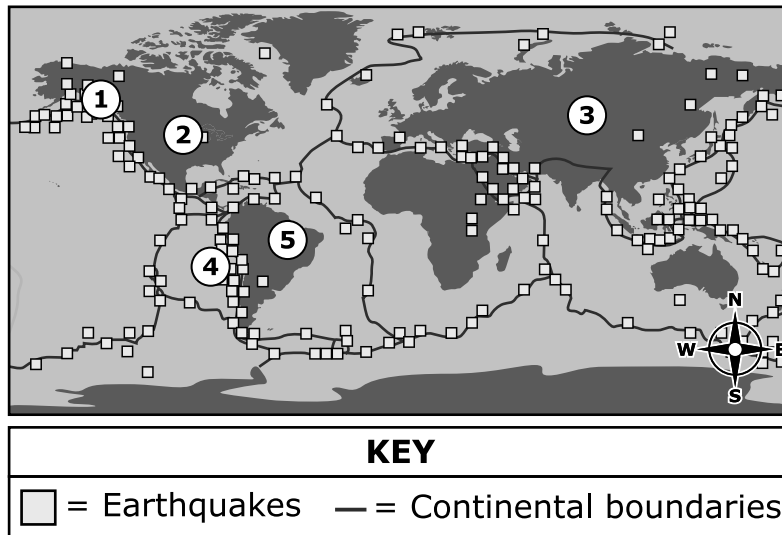 1
2
3
4
5
N
W
E
S
KEY
= Earthquakes
= Continental boundaries